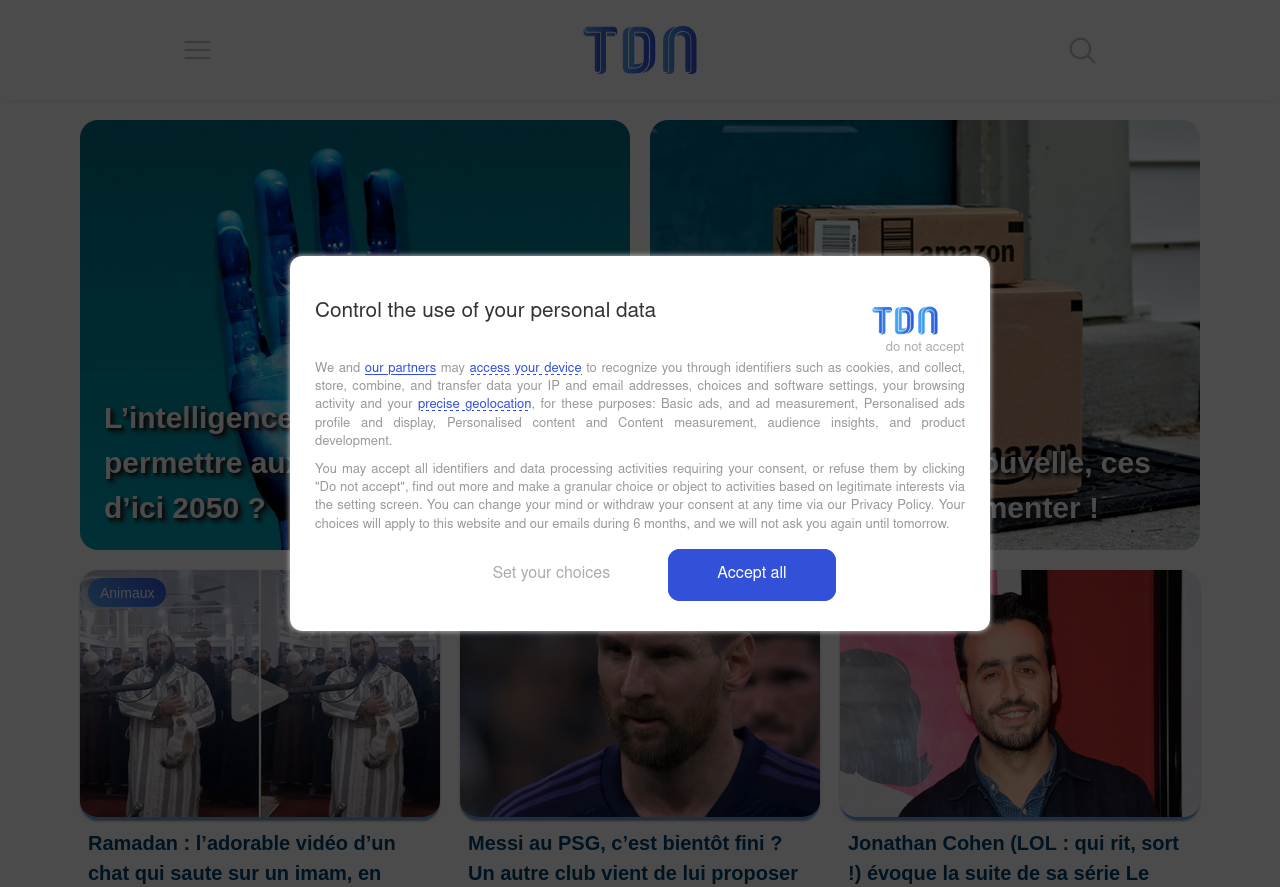 TDN
amazon
L’intelligence
permettre au
d’ici 2050 ?
ouvelle, ces
menter !
Control the use of your personal data
TDN
do not accept
We and our partners may access your device to recognize you through identifiers such as cookies, and collect,
store, combine, and transfer data your IP and email addresses, choices and software settings, your browsing
activity and your precise geolocation, for these purposes: Basic ads, and ad measurement, Personalised ads
profile and display, Personalised content and Content measurement, audience insights, and product
development.
You may accept all identifiers and data processing activities requiring your consent, or refuse them by clicking
"Do not accept", find out more and make a granular choice or object to activities based on legitimate interests via
the setting screen. You can change your mind or withdraw your consent at any time via our Privacy Policy. Your
choices will apply to this website and our emails during 6 months, and we will not ask you again until tomorrow.
Set your choices
Accept all
Animaux
Ramadan : l’adorable vidéo d’un
chat qui saute sur un imam, en
Messi au PSG, c’est bientôt fini ?
Un autre club vient de lui proposer
Jonathan Cohen (LOL : qui rit, sort
!) évoque la suite de sa série Le